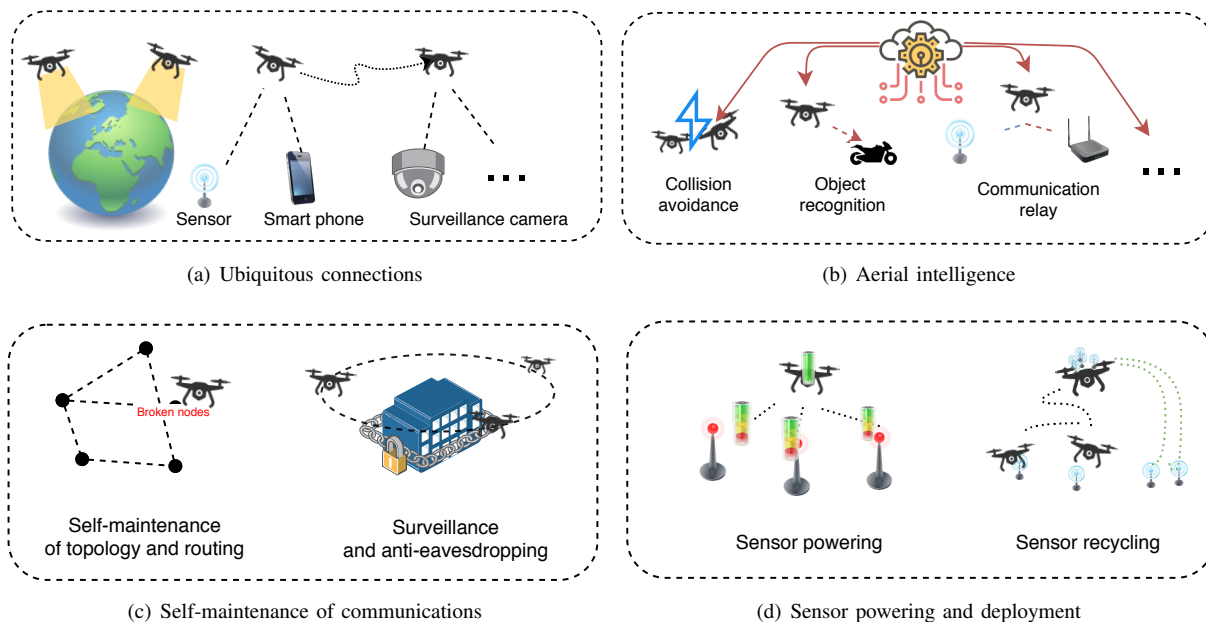 Sensor
Smart phone
Surveillance camera
(a) Ubiquitous connections
Collision
avoidance
Object
recognition
Communication
relay
(b) Aerial intelligence
Broken nodes
Self-maintenance
of topology and routing
Surveillance
and anti-eavesdropping
(c) Self-maintenance of communications
Sensor powering
Sensor recycling
(d) Sensor powering and deployment